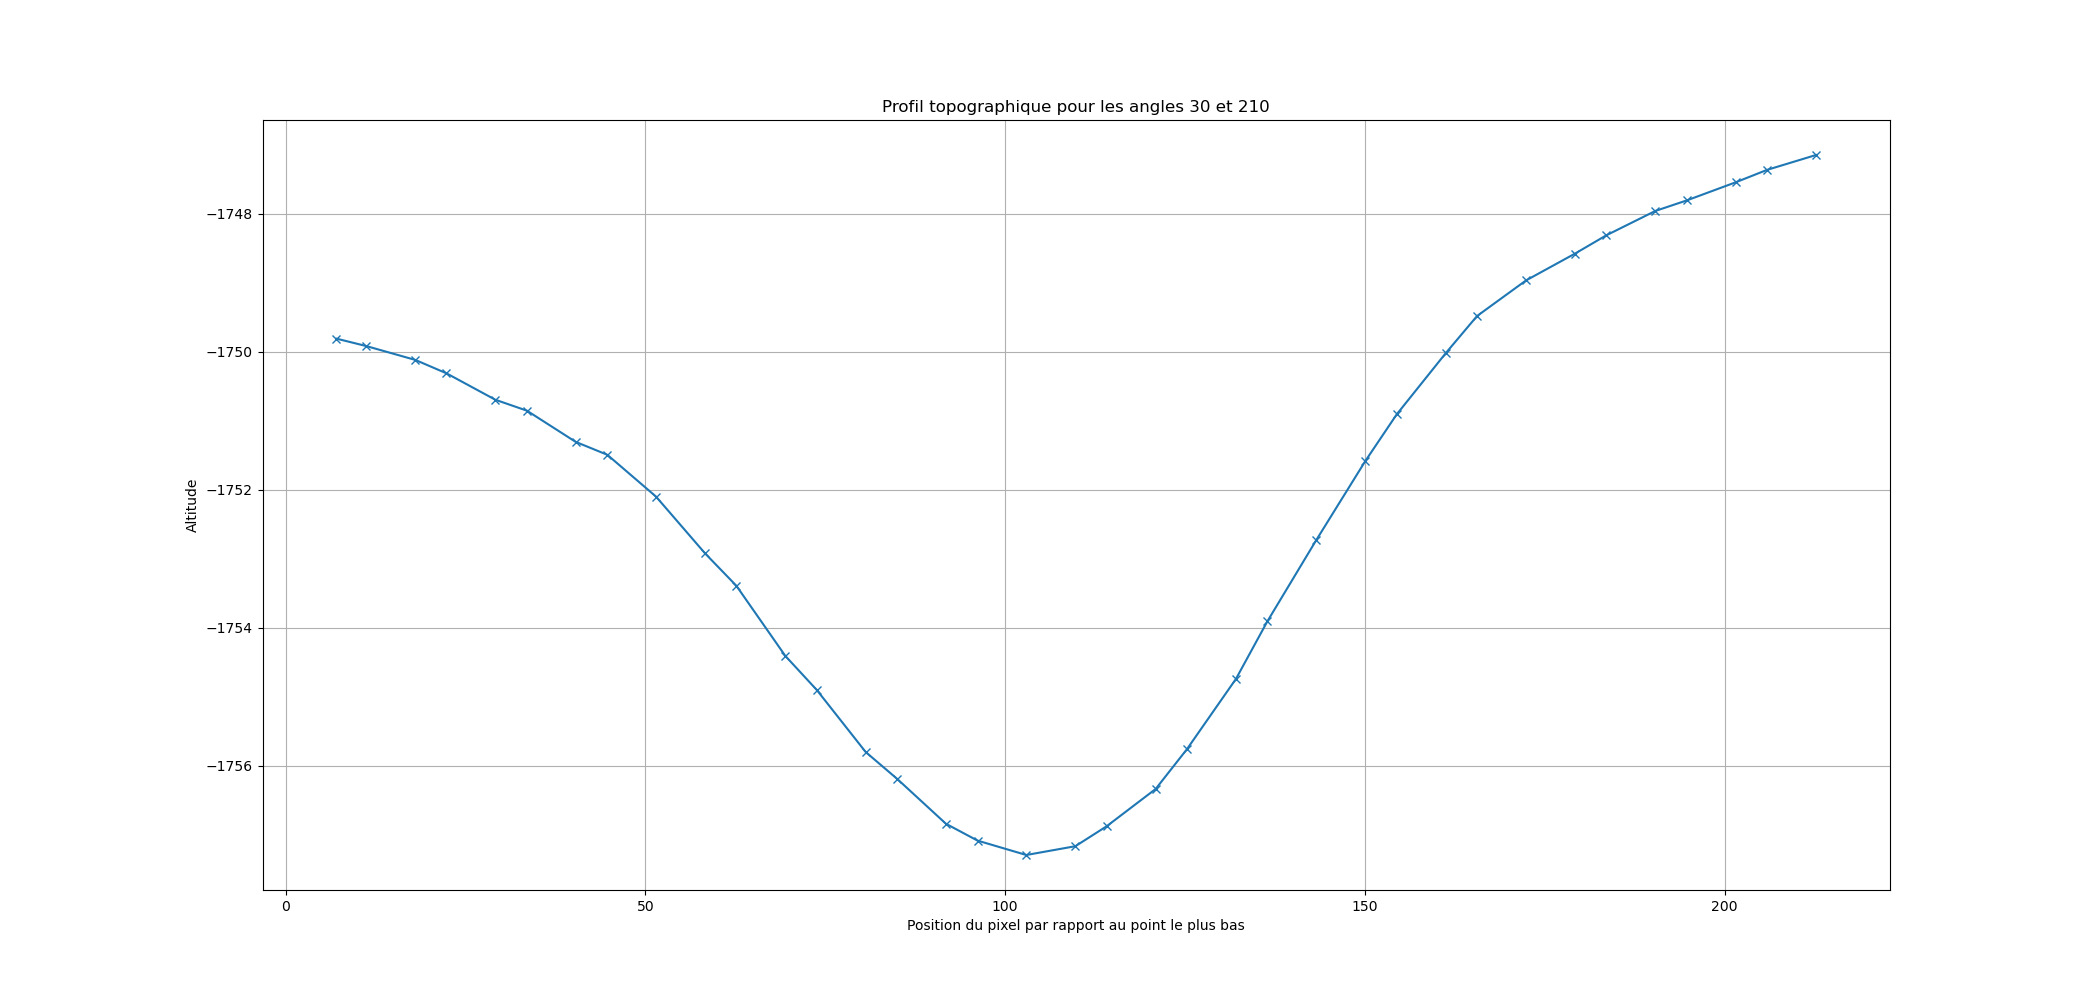 Profil topographique pour les angles 30 et 210
Altitude
−1748
−1750
−1752
−1754
−1756
0 50 100 150 200
Position du pixel par rapport au point le plus bas